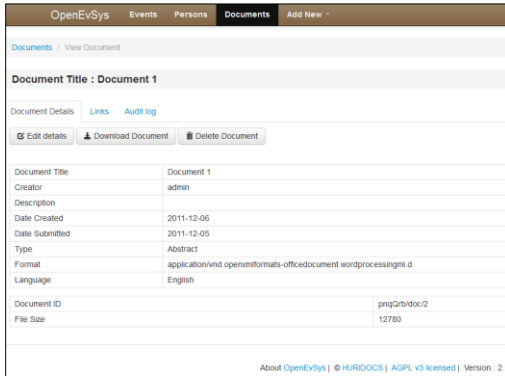 OpenEvSys Events Persons Documents Add New
Documents / View Document
Document Title : Document 1
Document Details Links Audit log
Edit details Download Document Delete Document
Document Title Document 1
Creator admin
Description
Date Created 2011-12-06
Date Submitted 2011-12-05
Type Abstract
Format application/vnd.openxmlformats-officedocument.wordprocessingml.d
Language English
Document ID pnqQrb/doc/2
File Size 12780
About OpenEvSys | © HURIDOCS | AGPL v3 licensed | Version : 2.